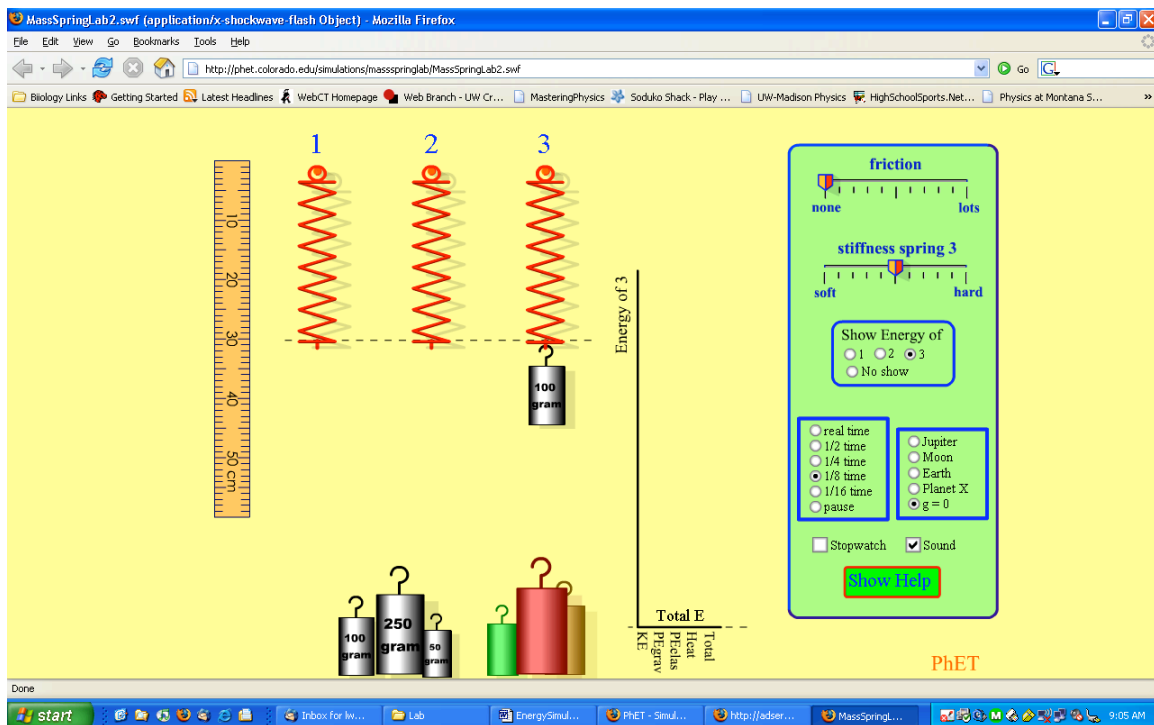 MassSpringLab2.swf (application/x-shockwave-flash Object) - Mozilla Firefox
File Edit View Go Bookmarks Tools Help
http://phet.colorado.edu/simulations/massspringlab/MassSpringLab2.swf Go G
Biiology Links Getting Started Latest Headlines WebCT Homepage Web Branch - UW Cr... MasteringPhysics Soduko Shack - Play ... UW-Madison Physics HighSchoolSports.Net... Physics at Montana S... »
1 2 3
10
20
30
40
50 cm
100
gram
100
gram
250
gram
50
gram
Energy of 3
Total E
KE
PEgrav
PEelas
Heat
Total
friction
none lots
stiffness spring 3
soft hard
Show Energy of
1 2 3
No show
real time
1/2 time
1/4 time
1/8 time
1/16 time
pause
Jupiter
Moon
Earth
Planet X
g = 0
Stopwatch Sound
Show Help
PhET
Done
start Inbox for lw... Lab EnergySimul... PhET - Simul... http://adser... MassSpringL... 9:05 AM